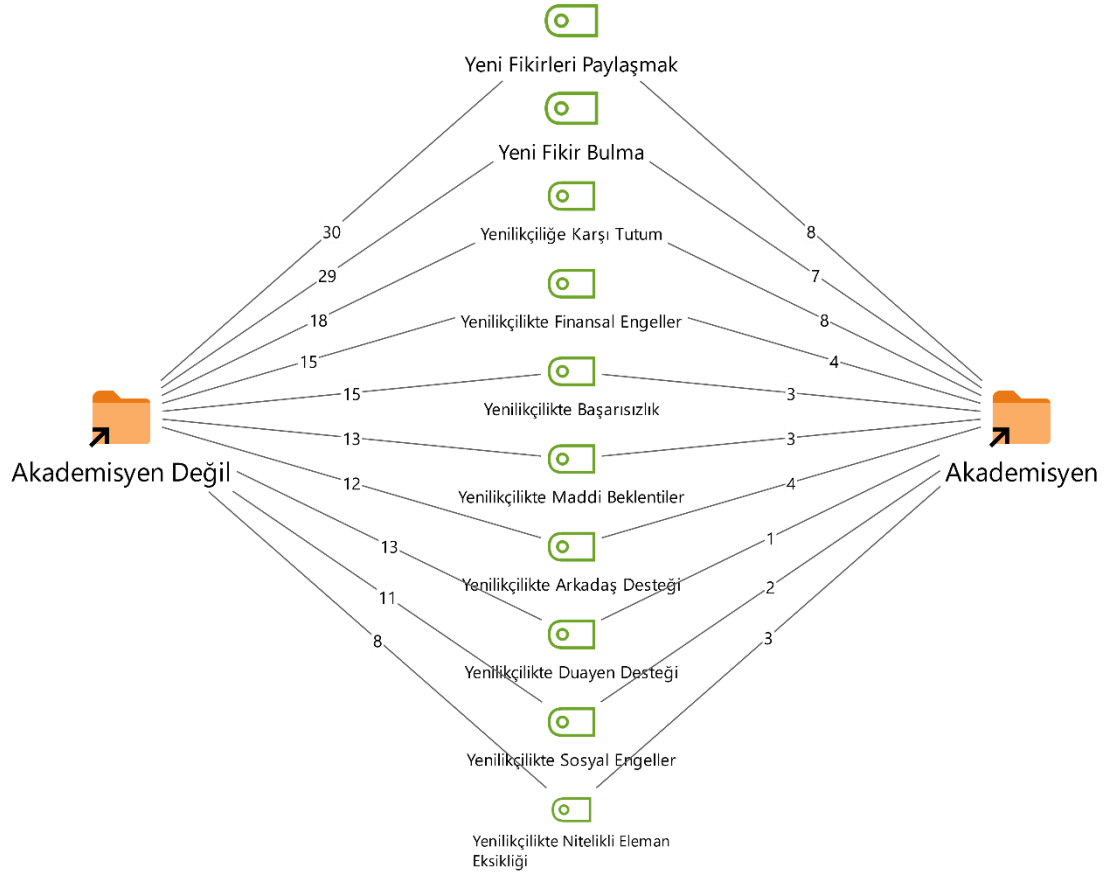 Yeni Fikirleri Paylaşmak
Yeni Fikir Bulma
30
8
Yenilikçiliğe Karşı Tutum
29
7
18
8
Yenilikçilikte Finansal Engeller
15
4
15
3
Yenilikçilikte Başarısızlık
13
3
Akademisyen Değil
Akademisyen
12
4
Yenilikçilikte Maddi Beklentiler
13
1
Yenilikçilikte Arkadaş Desteği
11
2
8
3
Yenilikçilikte Duayen Desteği
Yenilikçilikte Sosyal Engeller
Yenilikçilikte Nitelikli Eleman
Eksikliği